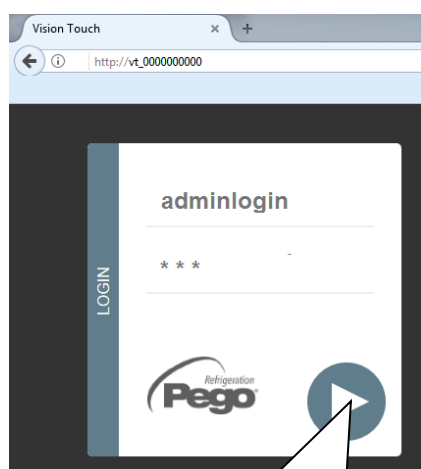 Vision Touch
http://vt_0000000000
adminlogin
* * *
LOGIN
Refrigeration
Pego